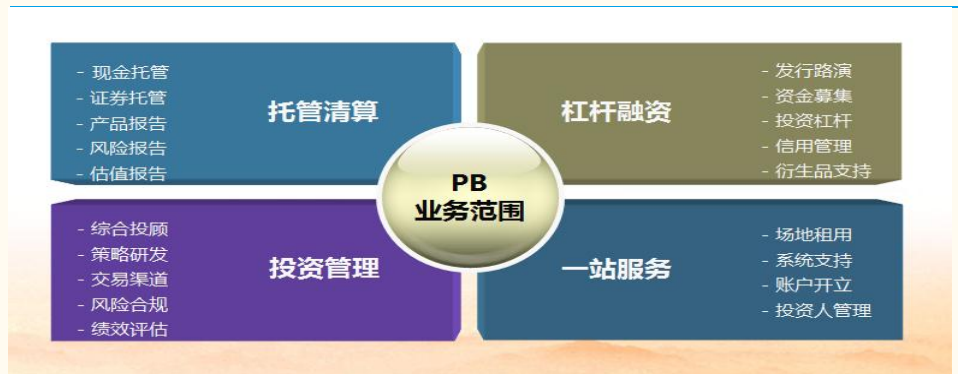 - 现金托管
- 证券托管
- 产品报告
- 风险报告
- 估值报告
托管清算
杠杆融资
- 发行路演
- 资金募集
- 投资杠杆
- 信用管理
- 衍生品支持
PB
业务范围
- 综合投顾
- 策略研发
- 交易渠道
- 风险合规
- 绩效评估
投资管理
一站服务
- 场地租用
- 系统支持
- 账户开立
- 投资人管理